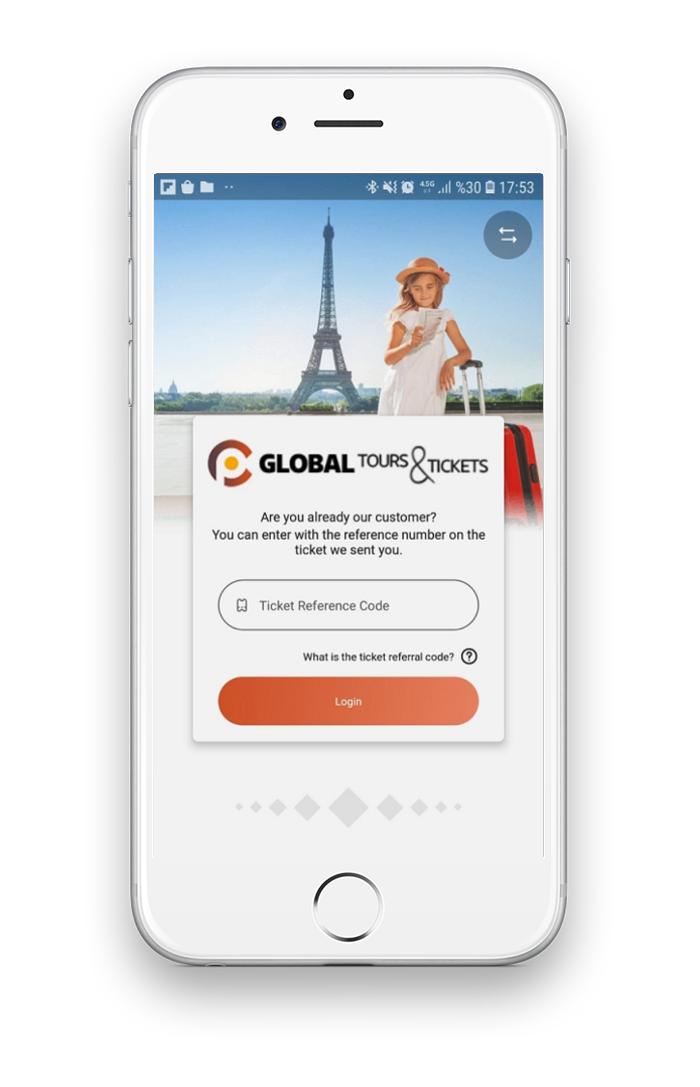 4.5G %30 17:53
GLOBAL TOURS & TICKETS
Are you already our customer?
You can enter with the reference number on the
ticket we sent you.
Ticket Reference Code
What is the ticket referral code? ?
Login